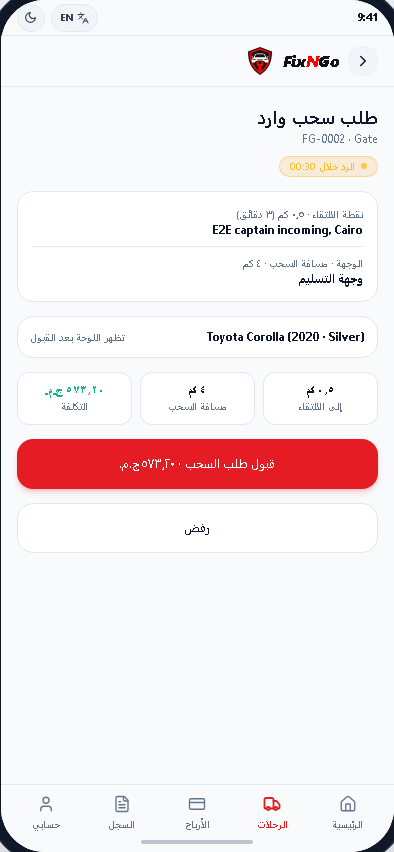 9:41
EN
FixNGo
طلب سحب وارد
FG-0002 · Gate
الرد خلال 00:30
نقطة الالتقاء · ٠٫٥ كم (٣ دقائق)
E2E captain incoming, Cairo
الوجهة · مسافة السحب · ٤ كم
وجهة التسليم
Toyota Corolla (2020 · Silver)
تظهر اللوحة بعد القبول
٠٫٥ كم
إلى الالتقاء
٤ كم
مسافة السحب
٥٧٣٫٢٠ ج.م.
التكلفة
قبول طلب السحب · ٥٧٣٫٢٠ ج.م.
رفض
الرئيسية
الرحلات
الأرباح
السجل
حسابي